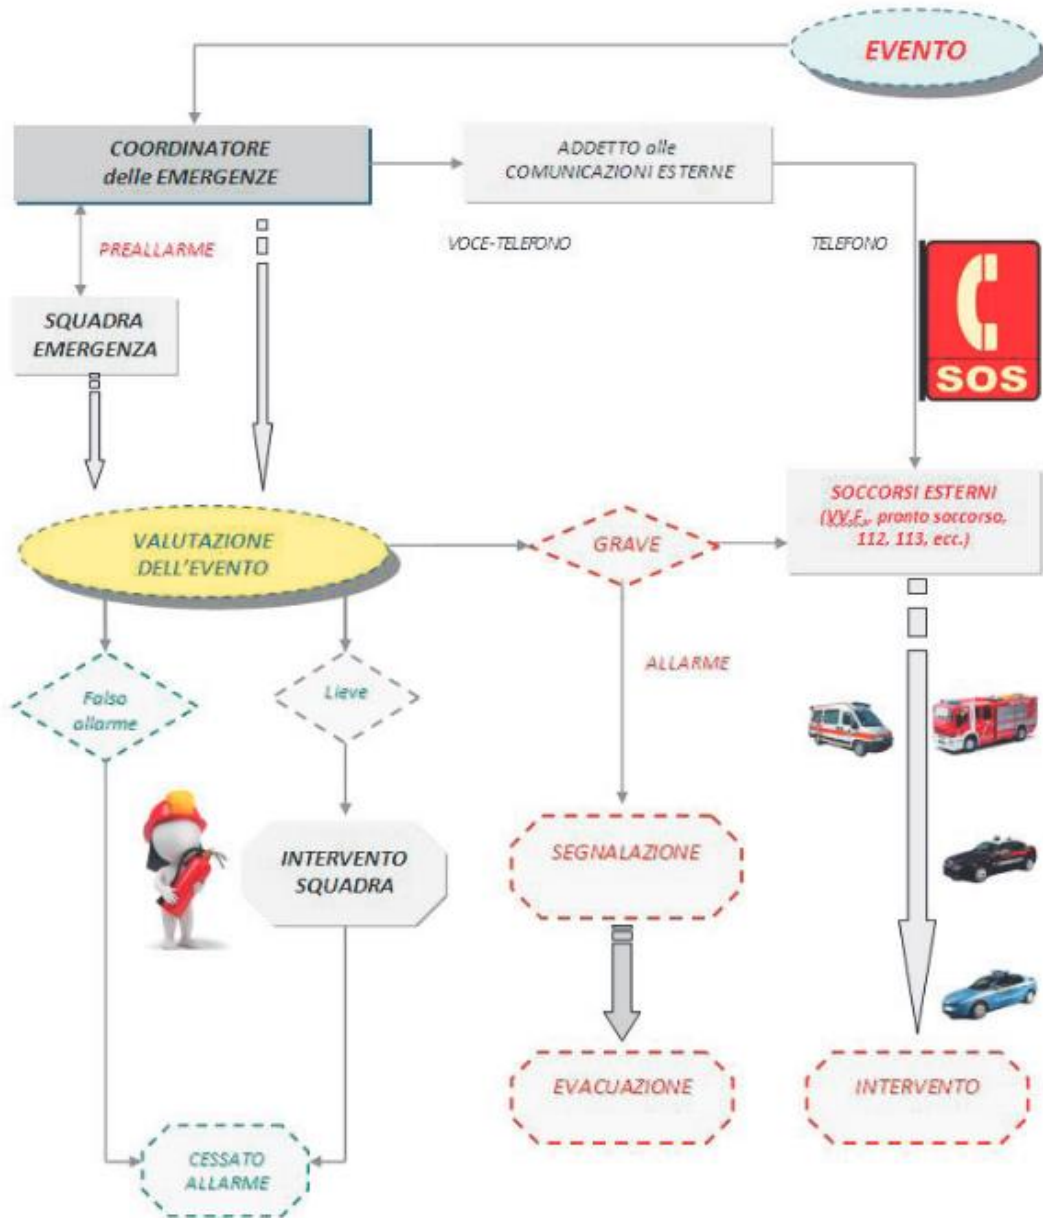 EVENTO
COORDINATORE
delle EMERGENZE
ADDETTO alle
COMUNICAZIONI ESTERNE
PREALLARME
VOCE-TELEFONO
TELEFONO
SQUADRA
EMERGENZA
SOS
VALUTAZIONE
DELL'EVENTO
GRAVE
SOCCORSI ESTERNI
(VV.F., pronto soccorso,
112, 113, ecc.)
ALLARME
Falso
allarme
Lieve
INTERVENTO
SQUADRA
SEGNALAZIONE
EVACUAZIONE
INTERVENTO
CESSATO
ALLARME